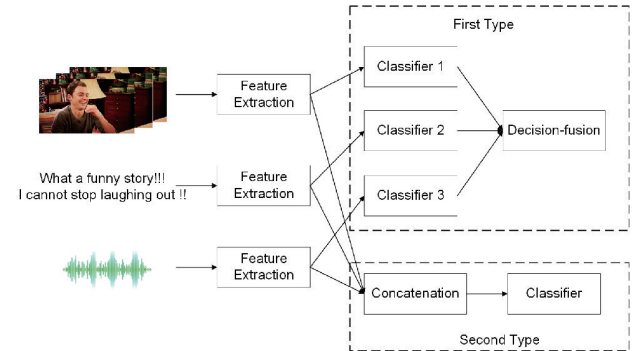 First Type
Feature
Extraction
Classifier 1
Classifier 2
Decision-fusion
What a funny story!!!
I cannot stop laughing out !!
Feature
Extraction
Classifier 3
Feature
Extraction
Concatenation
Classifier
Second Type